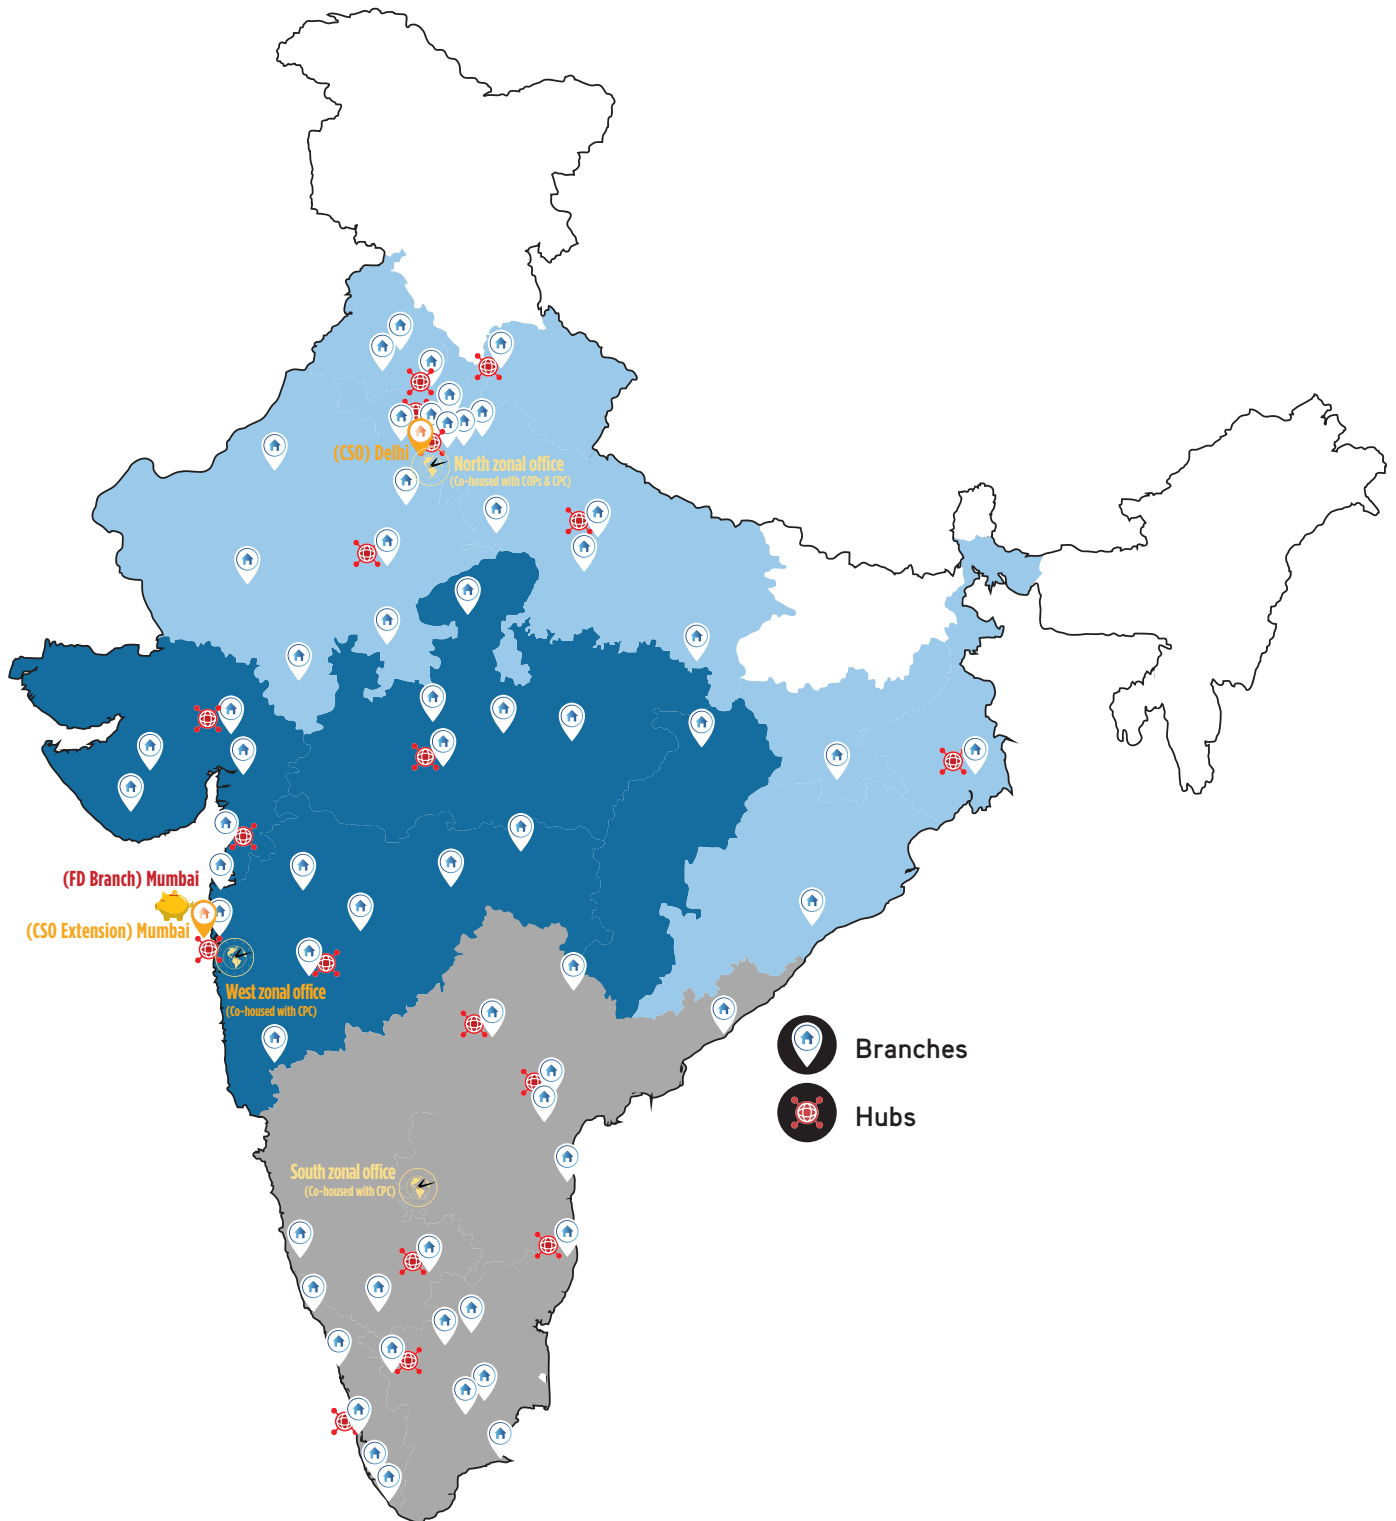 (CSO) Delhi
North zonal office
(Co-housed with COPs & CPC)
(FD Branch) Mumbai
(CSO Extension) Mumbai
West zonal office
(Co-housed with CPC)
Branches
Hubs
South zonal office
(Co-housed with CPC)